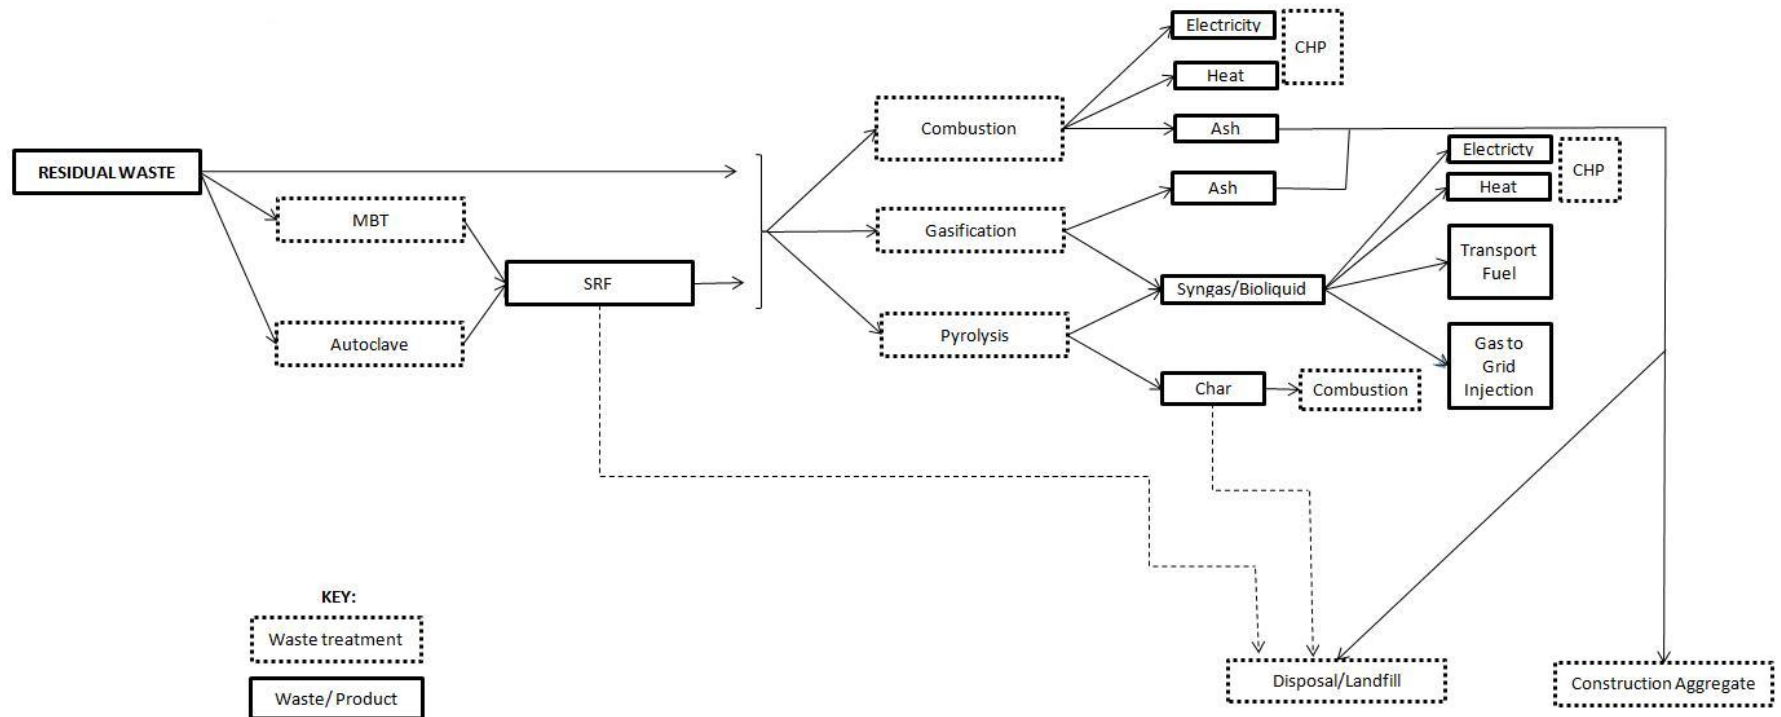 Electricity
CHP
Heat
Combustion
Ash
Electricty
CHP
RESIDUAL WASTE
Ash
Heat
MBT
Gasification
Transport
Fuel
SRF
Syngas/Bioliquid
Autoclave
Pyrolysis
Gas to
Grid
Injection
Char
Combustion
KEY:
Waste treatment
Disposal/Landfill
Construction Aggregate
Waste/ Product